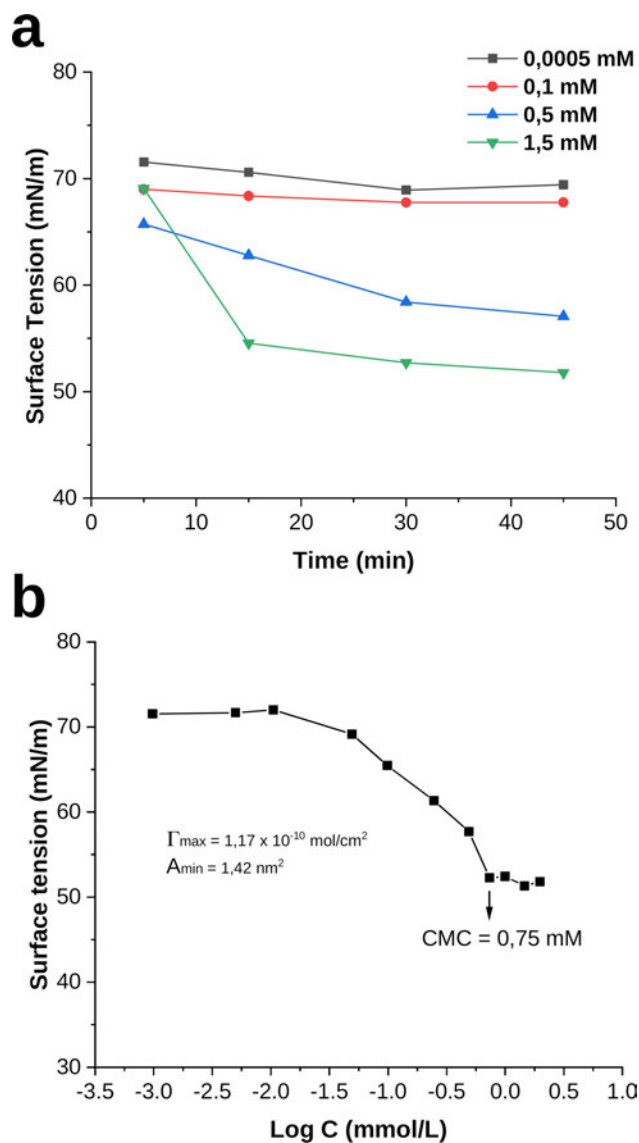 a
80
70
60
50
40
0 10 20 30 40 50
Surface Tension (mN/m)
Time (min)
0,0005 mM
0,1 mM
0,5 mM
1,5 mM
b
80
70
60
50
40
30
-3.5 -3.0 -2.5 -2.0 -1.5 -1.0 -0.5 0.0 0.5 1.0
Surface tension (mN/m)
Log C (mmol/L)
Γmax = 1,17 x 10⁻¹⁰ mol/cm²
Amin = 1,42 nm²
CMC = 0,75 mM